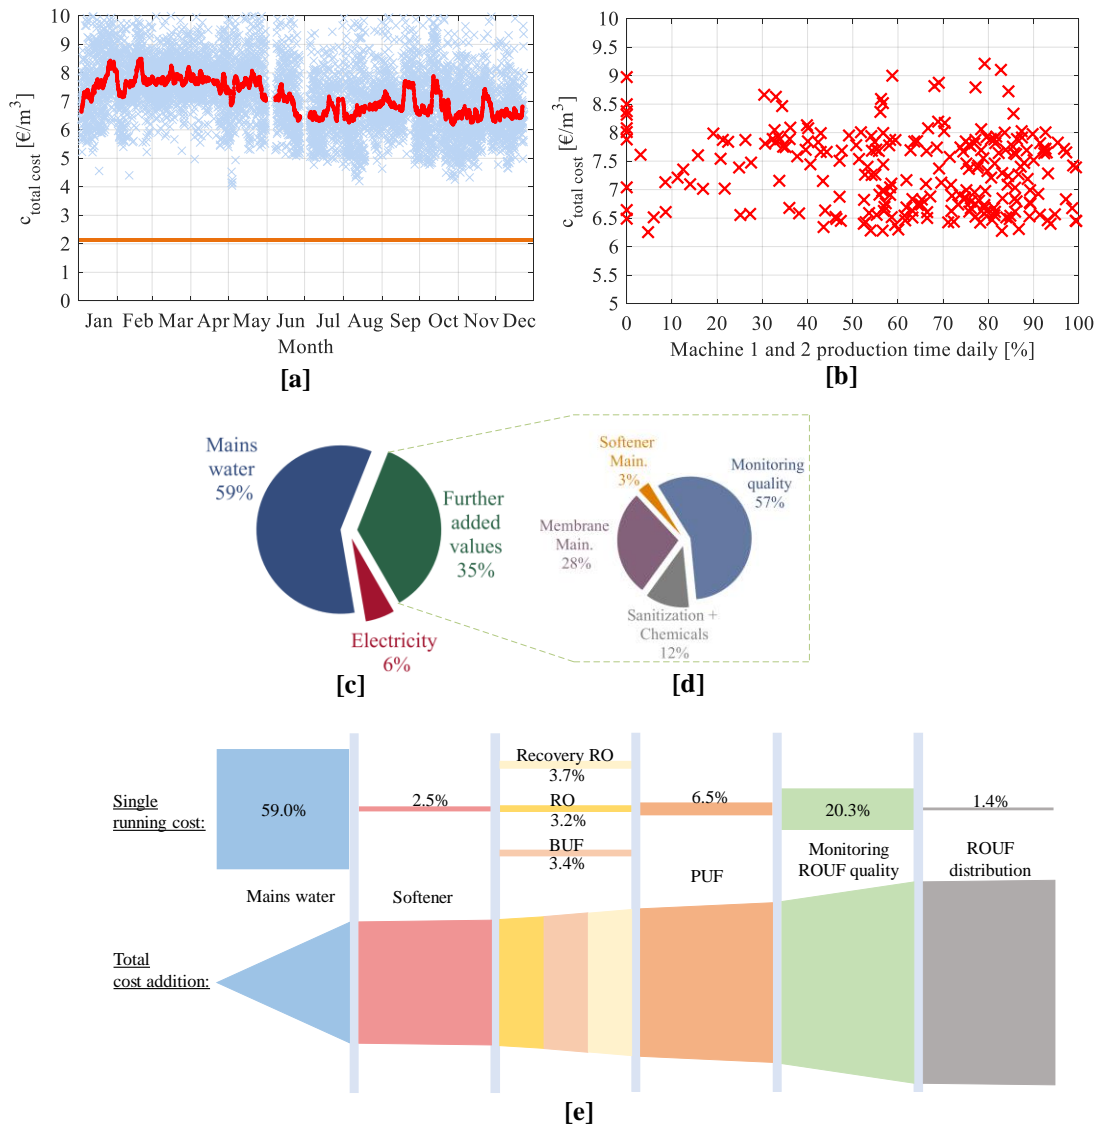 10
9
8
7
6
5
4
3
2
1
0
c total cost [€/m3]
Jan Feb Mar Apr May Jun Jul Aug Sep Oct Nov Dec
Month
[a]
10
9.5
9
8.5
8
7.5
7
6.5
6
5.5
5
c total cost [€/m3]
0 10 20 30 40 50 60 70 80 90 100
Machine 1 and 2 production time daily [%]
[b]
Mains
water
59%
Further
added
values
35%
Electricity
6%
[c]
Softener
Main.
3%
Monitoring
quality
57%
Membrane
Main.
28%
Sanitization +
Chemicals
12%
[d]
Single
running cost:
59.0%
Mains water
2.5%
Softener
Recovery RO
3.7%
RO
3.2%
BUF
3.4%
6.5%
PUF
20.3%
Monitoring
ROUF quality
1.4%
ROUF
distribution
Total
cost addition:
[e]